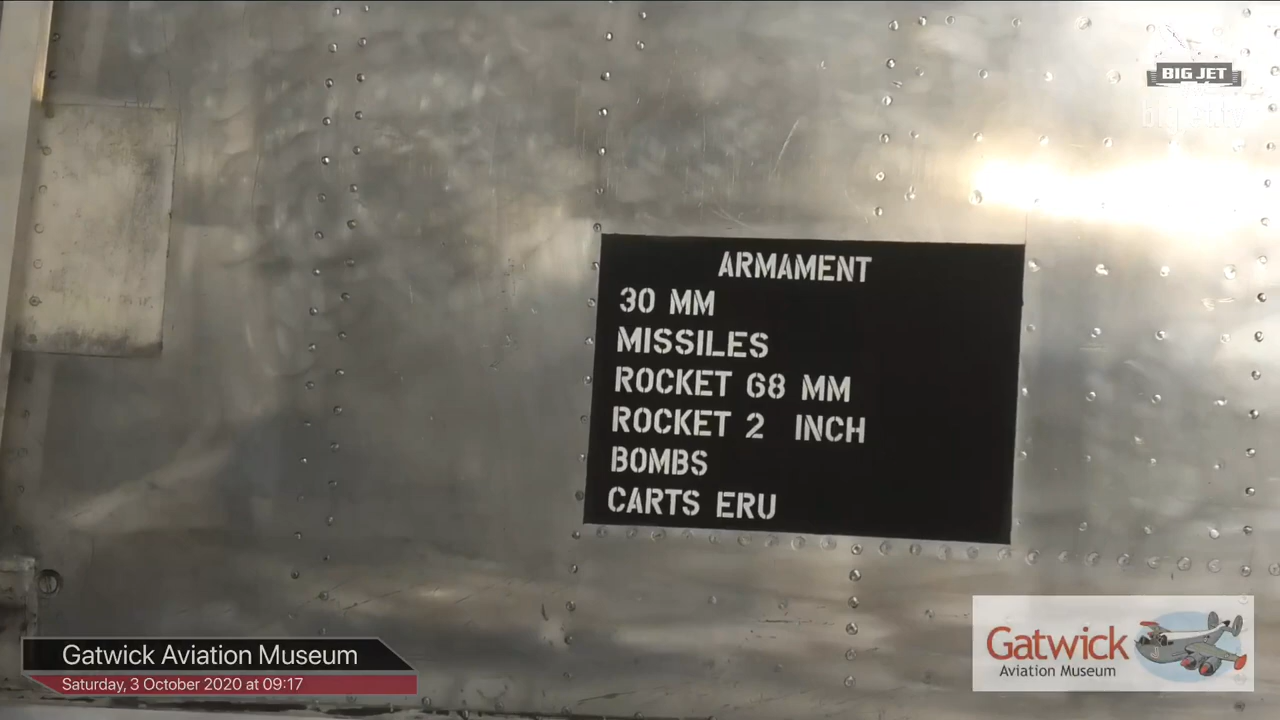 BIG JET
ARMAMENT
30 MM
MISSILES
ROCKET 68 MM
ROCKET 2 INCH
BOMBS
CARTS ERU
Gatwick Aviation Museum
Saturday, 3 October 2020 at 09:17
Gatwick
Aviation Museum